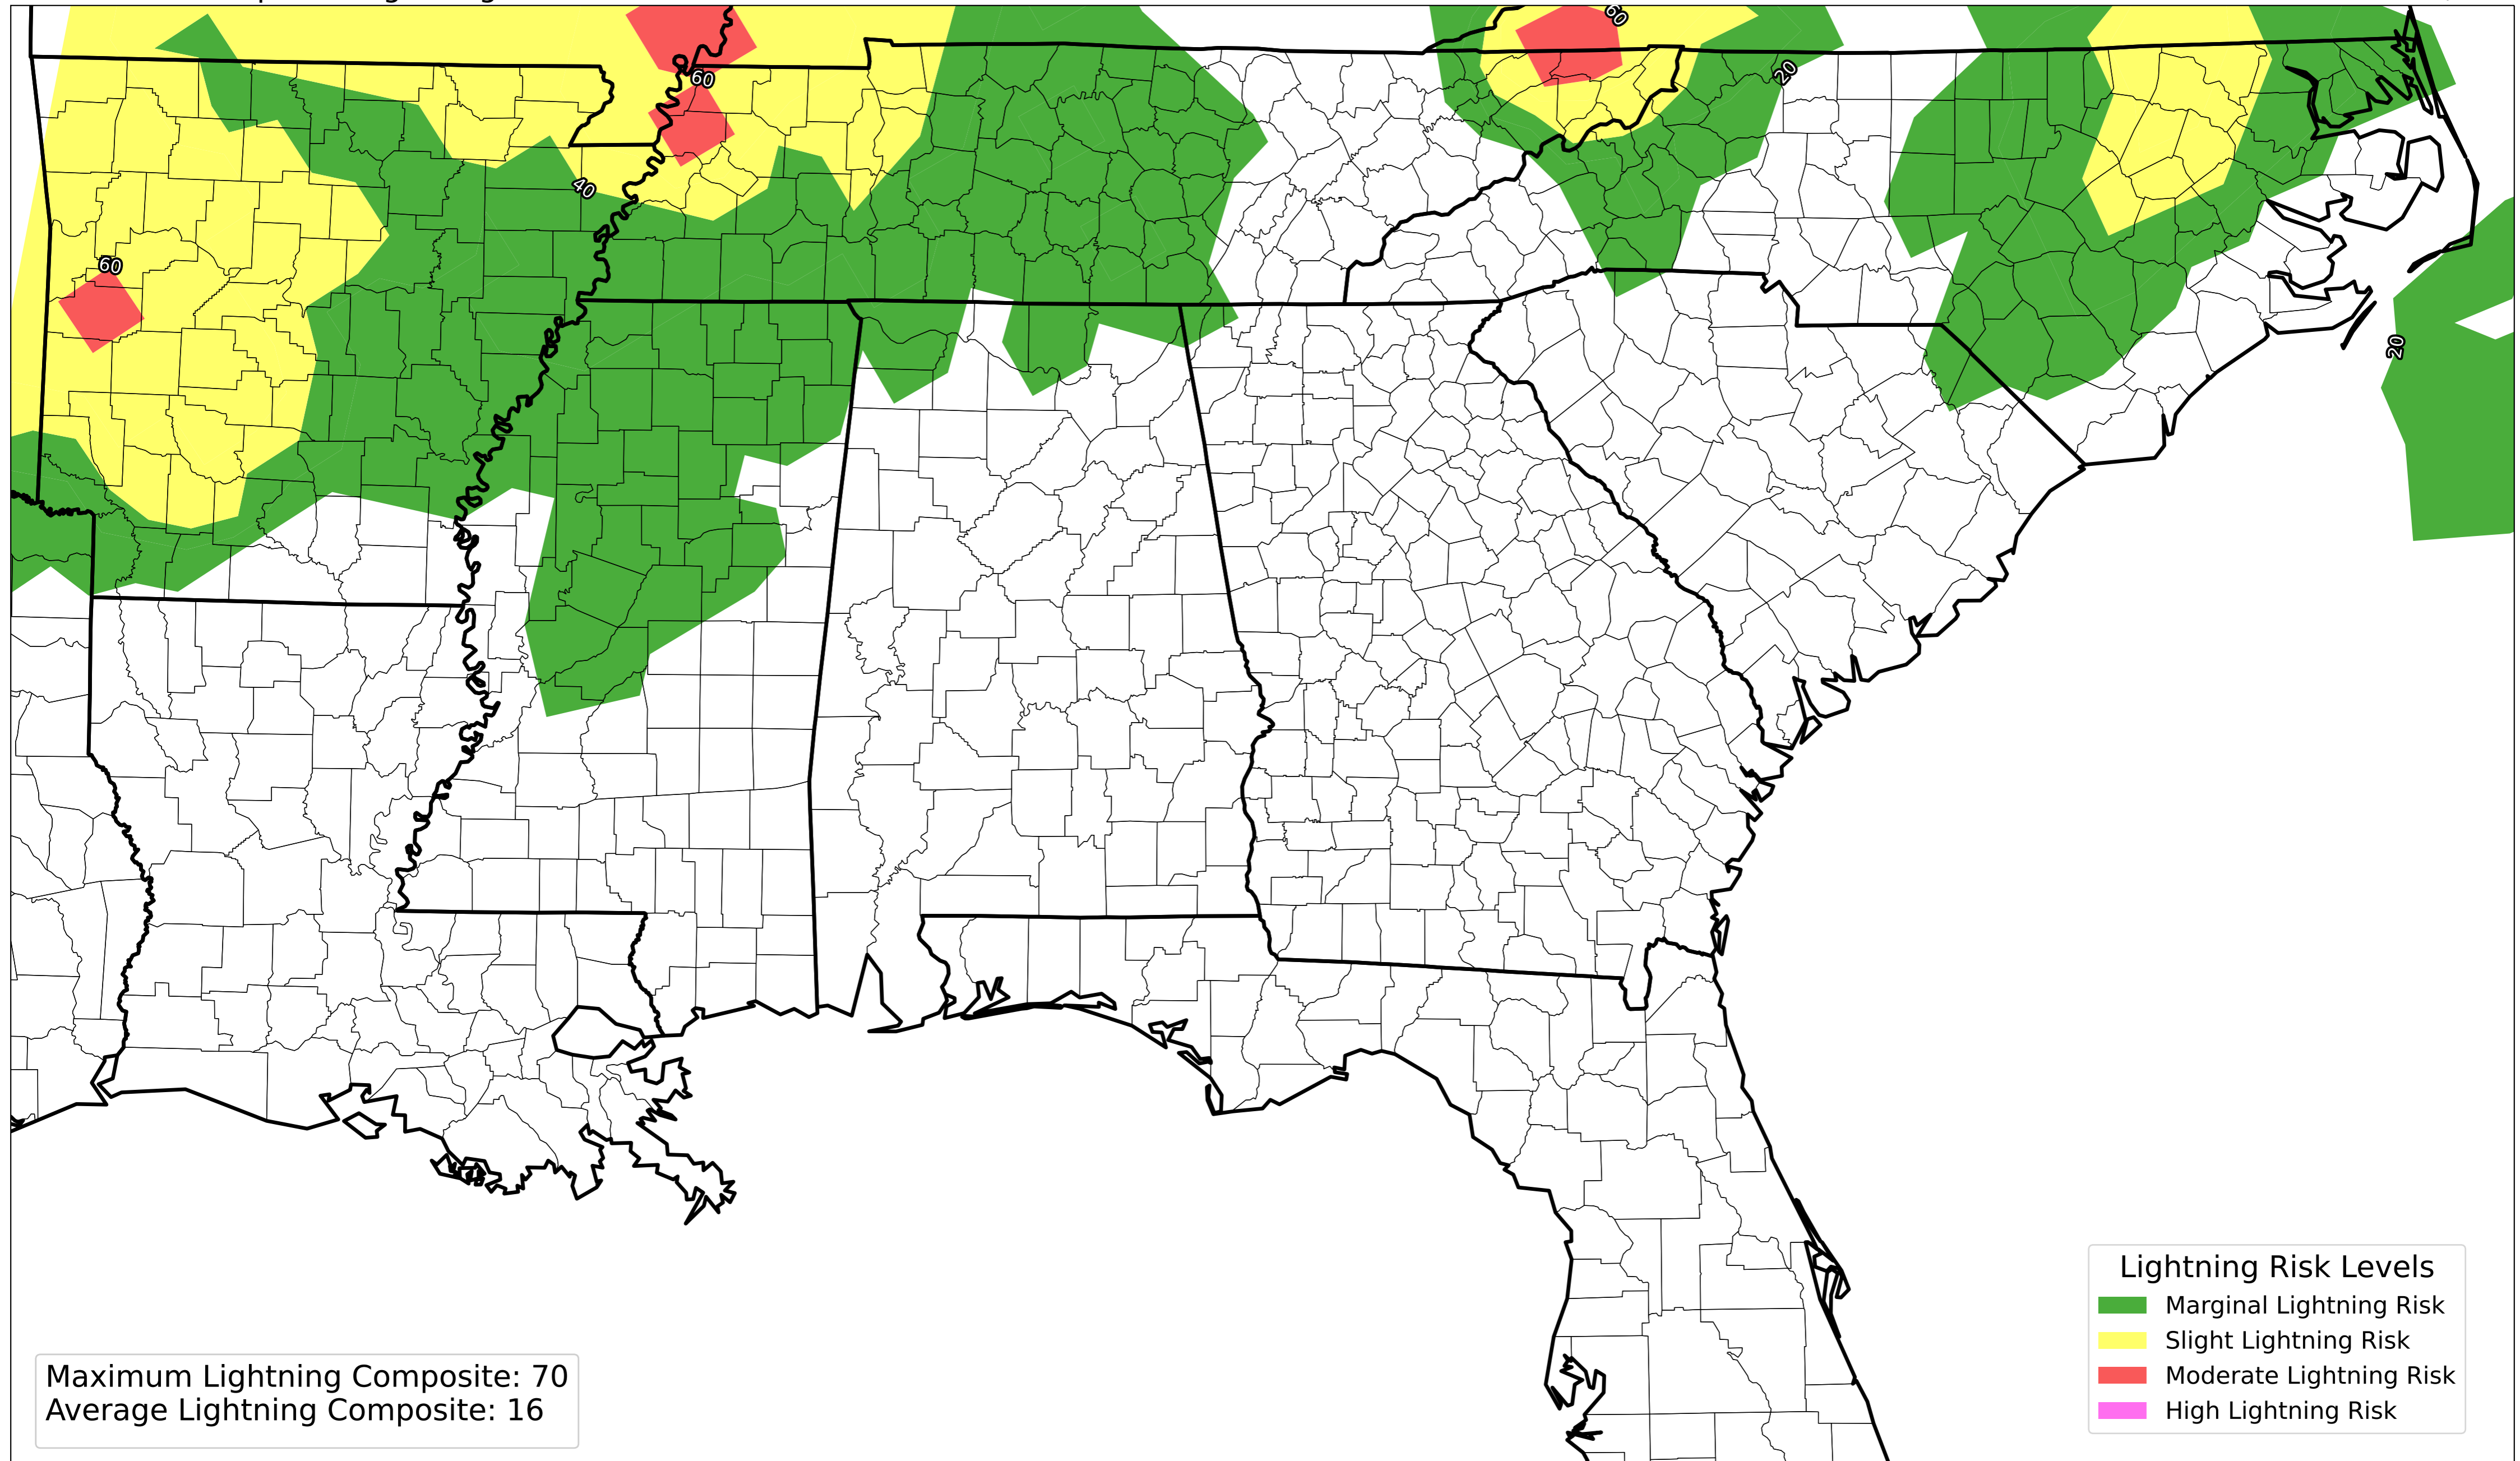 60
60
20
40
60
20
Lightning Risk Levels
Marginal Lightning Risk
Slight Lightning Risk
Moderate Lightning Risk
High Lightning Risk
Maximum Lightning Composite: 70
Average Lightning Composite: 16